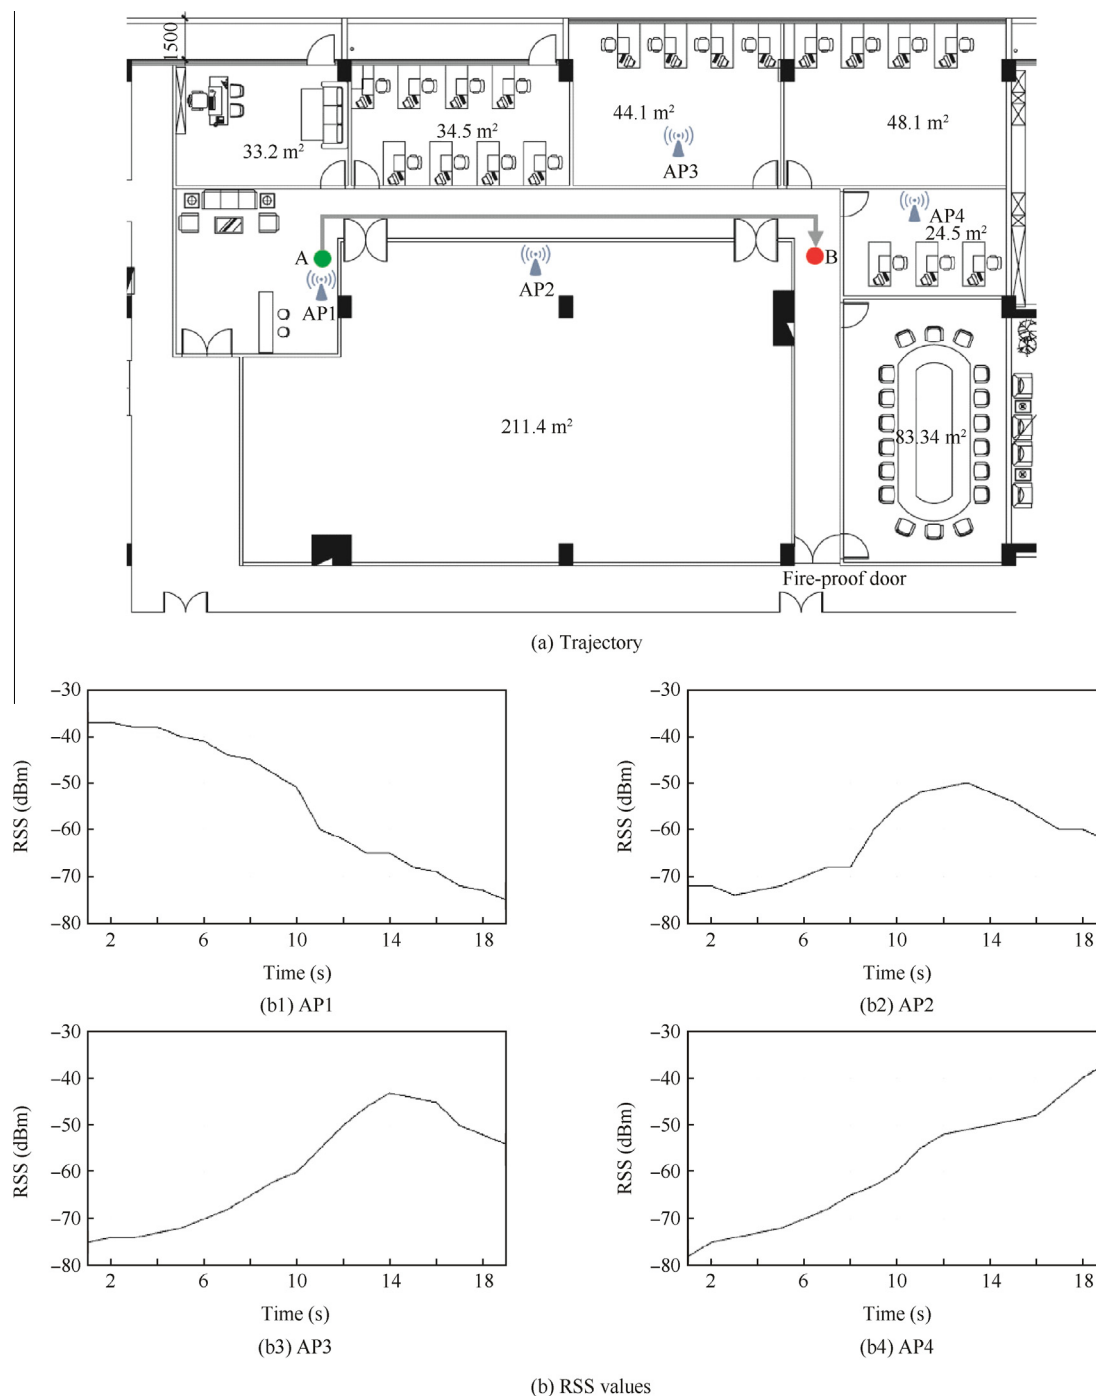 1500
44.1 m²
48.1 m²
34.5 m²
33.2 m²
AP3
AP4
24.5 m²
A
B
AP2
AP1
211.4 m²
83.34 m²
Fire-proof door
(a) Trajectory
−30
−40
−50
−60
−70
−80
RSS (dBm)
2 6 10 14 18
Time (s)
(b1) AP1
−30
−40
−50
−60
−70
−80
RSS (dBm)
2 6 10 14 18
Time (s)
(b2) AP2
−30
−40
−50
−60
−70
−80
RSS (dBm)
2 6 10 14 18
Time (s)
(b3) AP3
−30
−40
−50
−60
−70
−80
RSS (dBm)
2 6 10 14 18
Time (s)
(b4) AP4
(b) RSS values